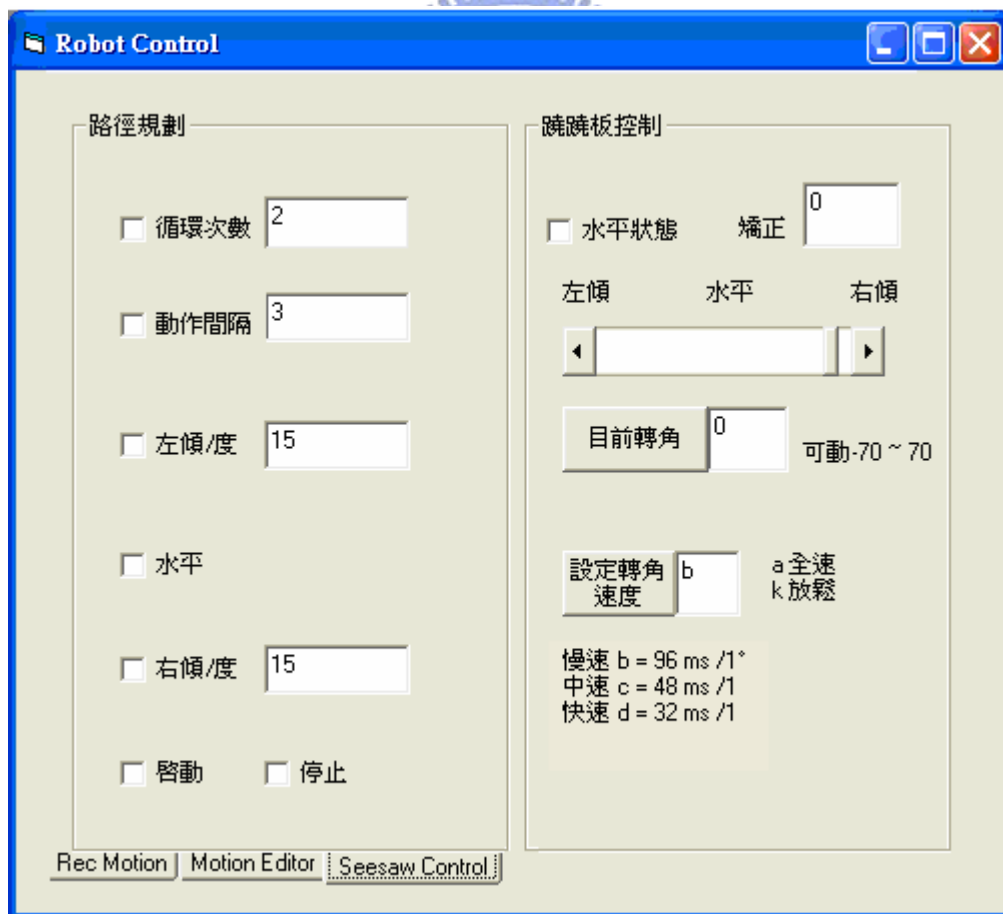 Robot Control
路徑規劃
循環次數 2
動作間隔 3
左傾/度 15
水平
右傾/度 15
啓動 停止
蹺蹺板控制
水平狀態 矯正 0
左傾 水平 右傾
目前轉角 0 可動-70 ~ 70
設定轉角
速度
b
a 全速
k 放鬆
慢速 b = 96 ms /1°
中速 c = 48 ms /1
快速 d = 32 ms /1
Rec Motion Motion Editor Seesaw Control